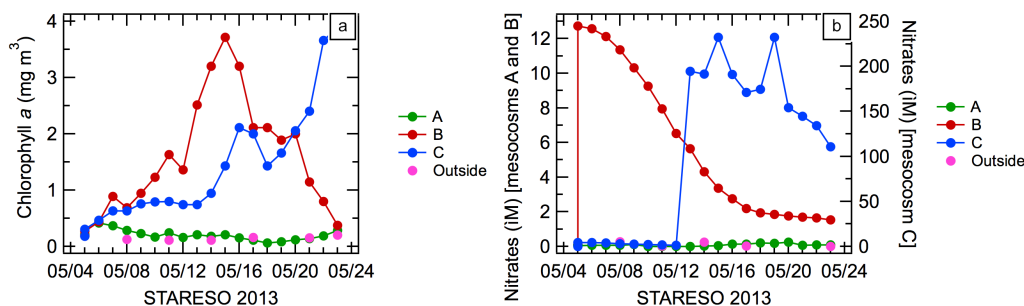 a
Chlorophyll a (mg m³)
4
3
2
1
0
05/04 05/08 05/12 05/16 05/20 05/24
STARESO 2013
A
B
C
Outside
b
Nitrates (iM) [mesocosms A and B]
12
10
8
6
4
2
0
Nitrates (iM) [mesocosm C]
250
200
150
100
50
0
05/04 05/08 05/12 05/16 05/20 05/24
STARESO 2013
A
B
C
Outside